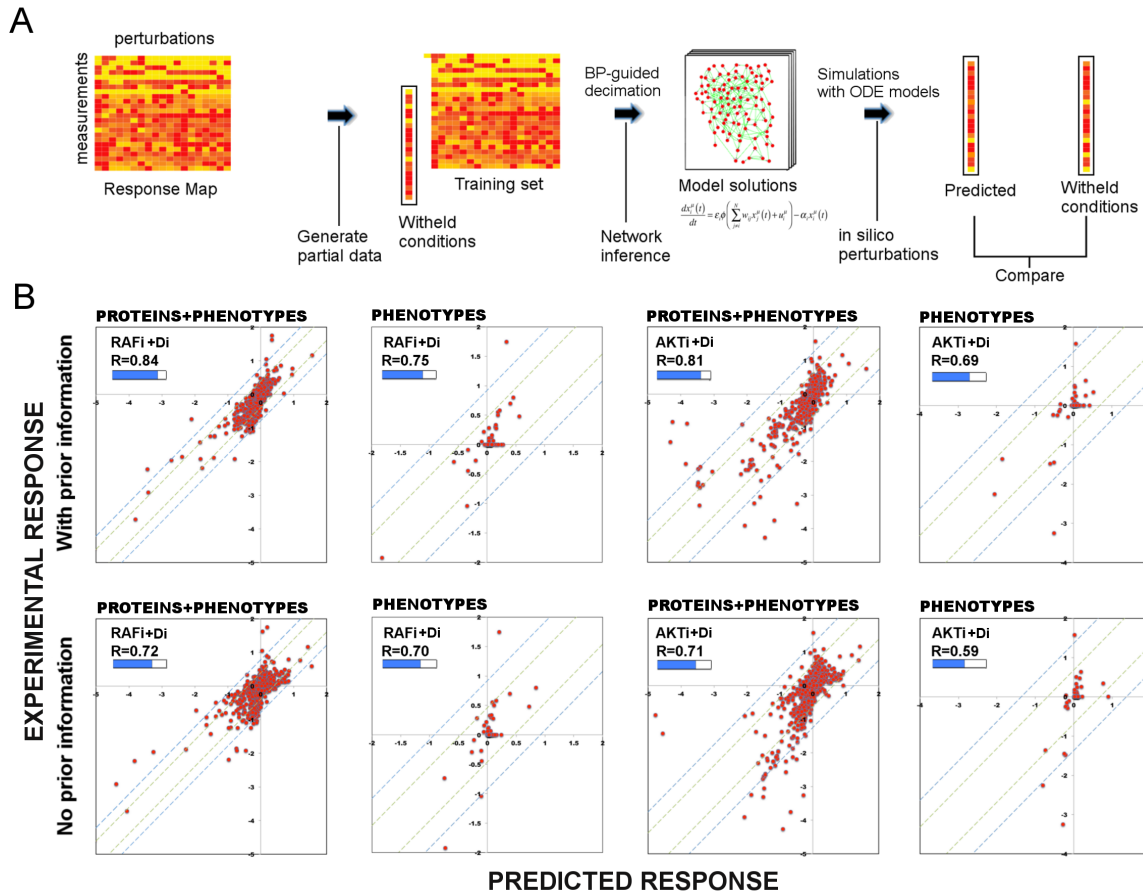 A
perturbations
measurements
Response Map
Generate
partial data
Witheld
conditions
Training set
BP-guided
decimation
Network
inference
Model solutions
Simulations
with ODE models
in silico
perturbations
Predicted
Witheld
conditions
Compare
B
EXPERIMENTAL RESPONSE
With prior information
PROTEINS+PHENOTYPES
RAFi +Di
R=0.84
PHENOTYPES
RAFi +Di
R=0.75
PROTEINS+PHENOTYPES
AKTi +Di
R=0.81
PHENOTYPES
AKTi +Di
R=0.69
No prior information
PROTEINS+PHENOTYPES
RAFi+Di
R=0.72
PHENOTYPES
RAFi+Di
R=0.70
PROTEINS+PHENOTYPES
AKTi+Di
R=0.71
PHENOTYPES
AKTi+Di
R=0.59
PREDICTED RESPONSE